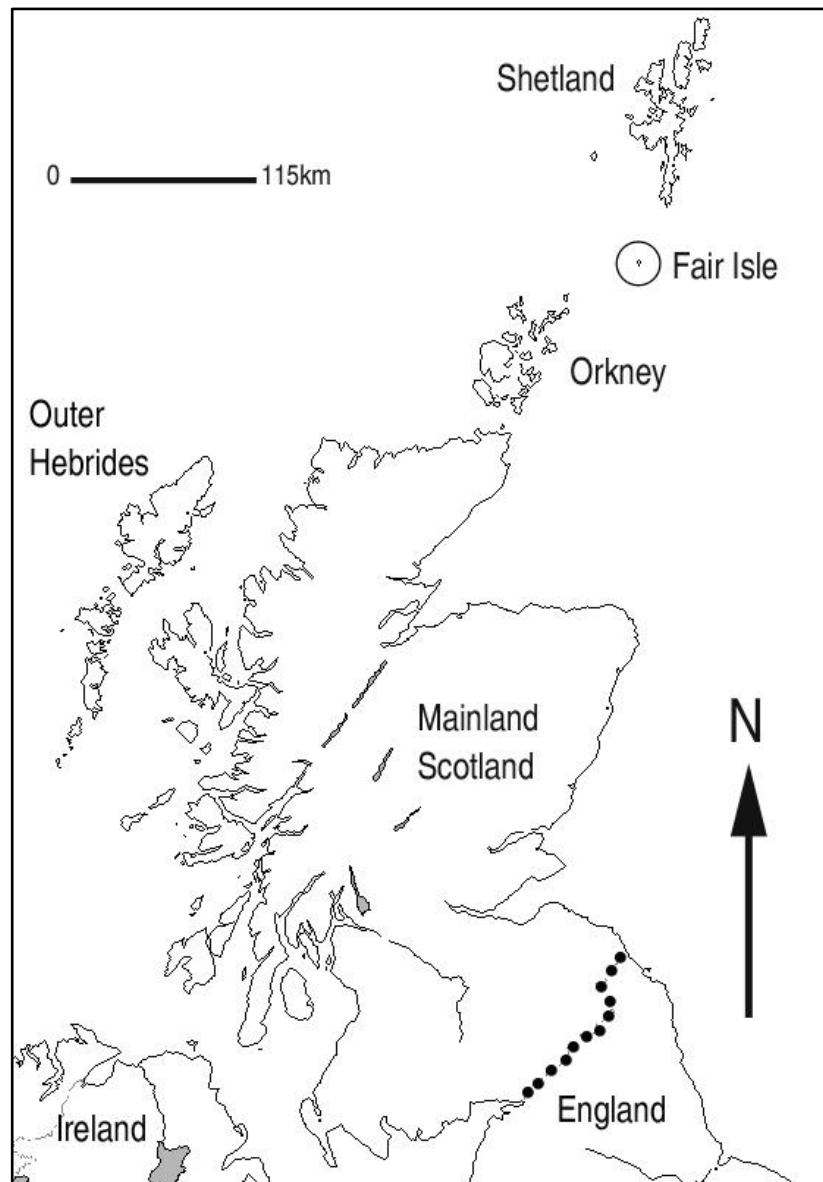 Shetland
0 115km
Fair Isle
Orkney
Outer
Hebrides
Mainland
Scotland
N
Ireland
England